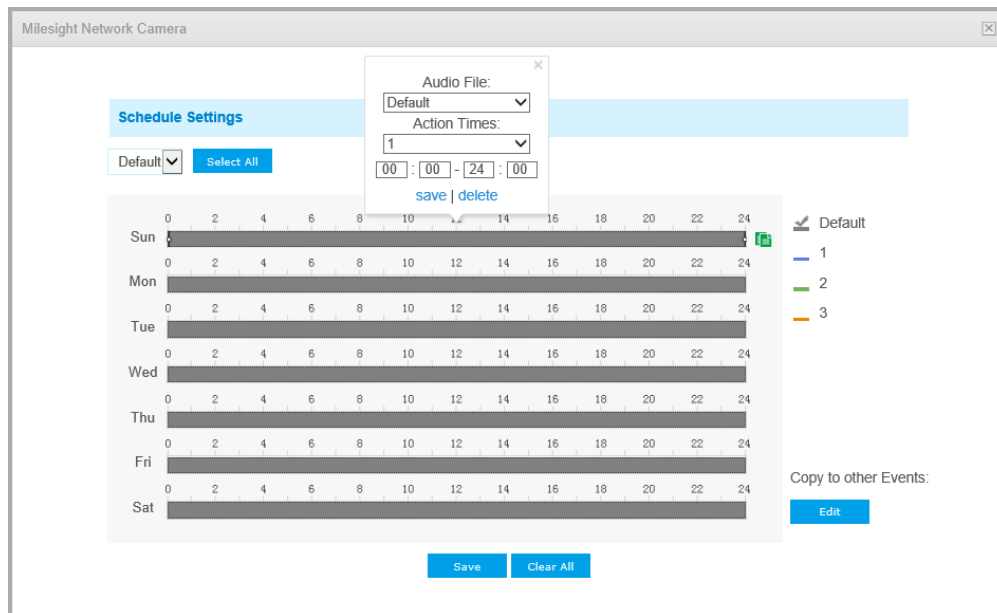 Milesight Network Camera
Audio File:
Default
Schedule Settings
Action Times:
1
00 : 00 - 24 : 00
Default
Select All
save | delete
0 2 4 6 8 10 12 14 16 18 20 22 24
Sun
Default
0 2 4 6 8 10 12 14 16 18 20 22 24
1
Mon
2
0 2 4 6 8 10 12 14 16 18 20 22 24
3
Tue
0 2 4 6 8 10 12 14 16 18 20 22 24
Wed
0 2 4 6 8 10 12 14 16 18 20 22 24
Thu
0 2 4 6 8 10 12 14 16 18 20 22 24
Fri
Copy to other Events:
0 2 4 6 8 10 12 14 16 18 20 22 24
Sat
Edit
Save
Clear All